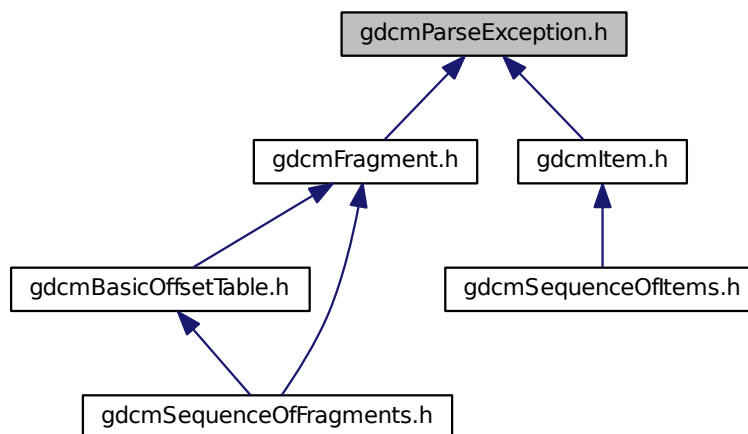 gdcmParseException.h
gdcmFragment.h
gdcmItem.h
gdcmBasicOffsetTable.h
gdcmSequenceOfItems.h
gdcmSequenceOfFragments.h